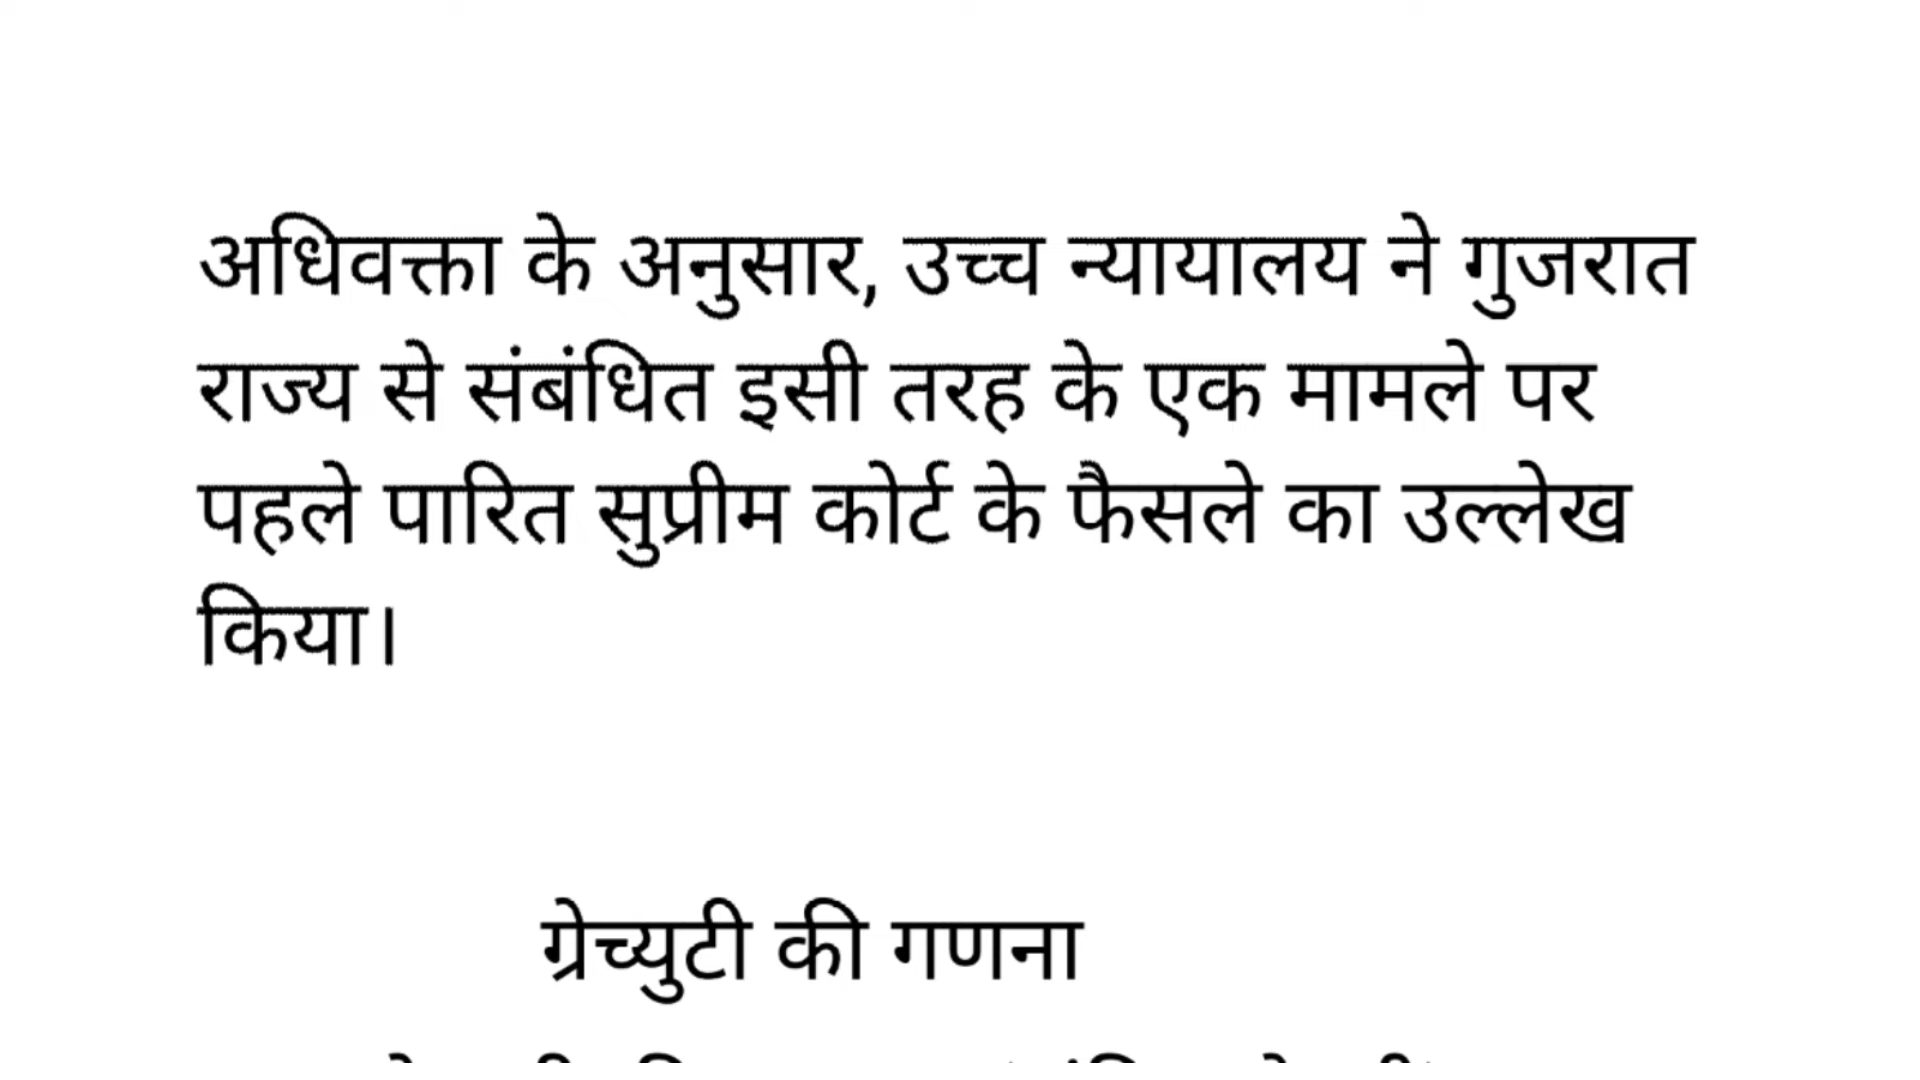 अधिवक्ता के अनुसार, उच्च न्यायालय ने गुजरात
राज्य से संबंधित इसी तरह के एक मामले पर
पहले पारित सुप्रीम कोर्ट के फैसले का उल्लेख
किया।
ग्रेच्युटी की गणना